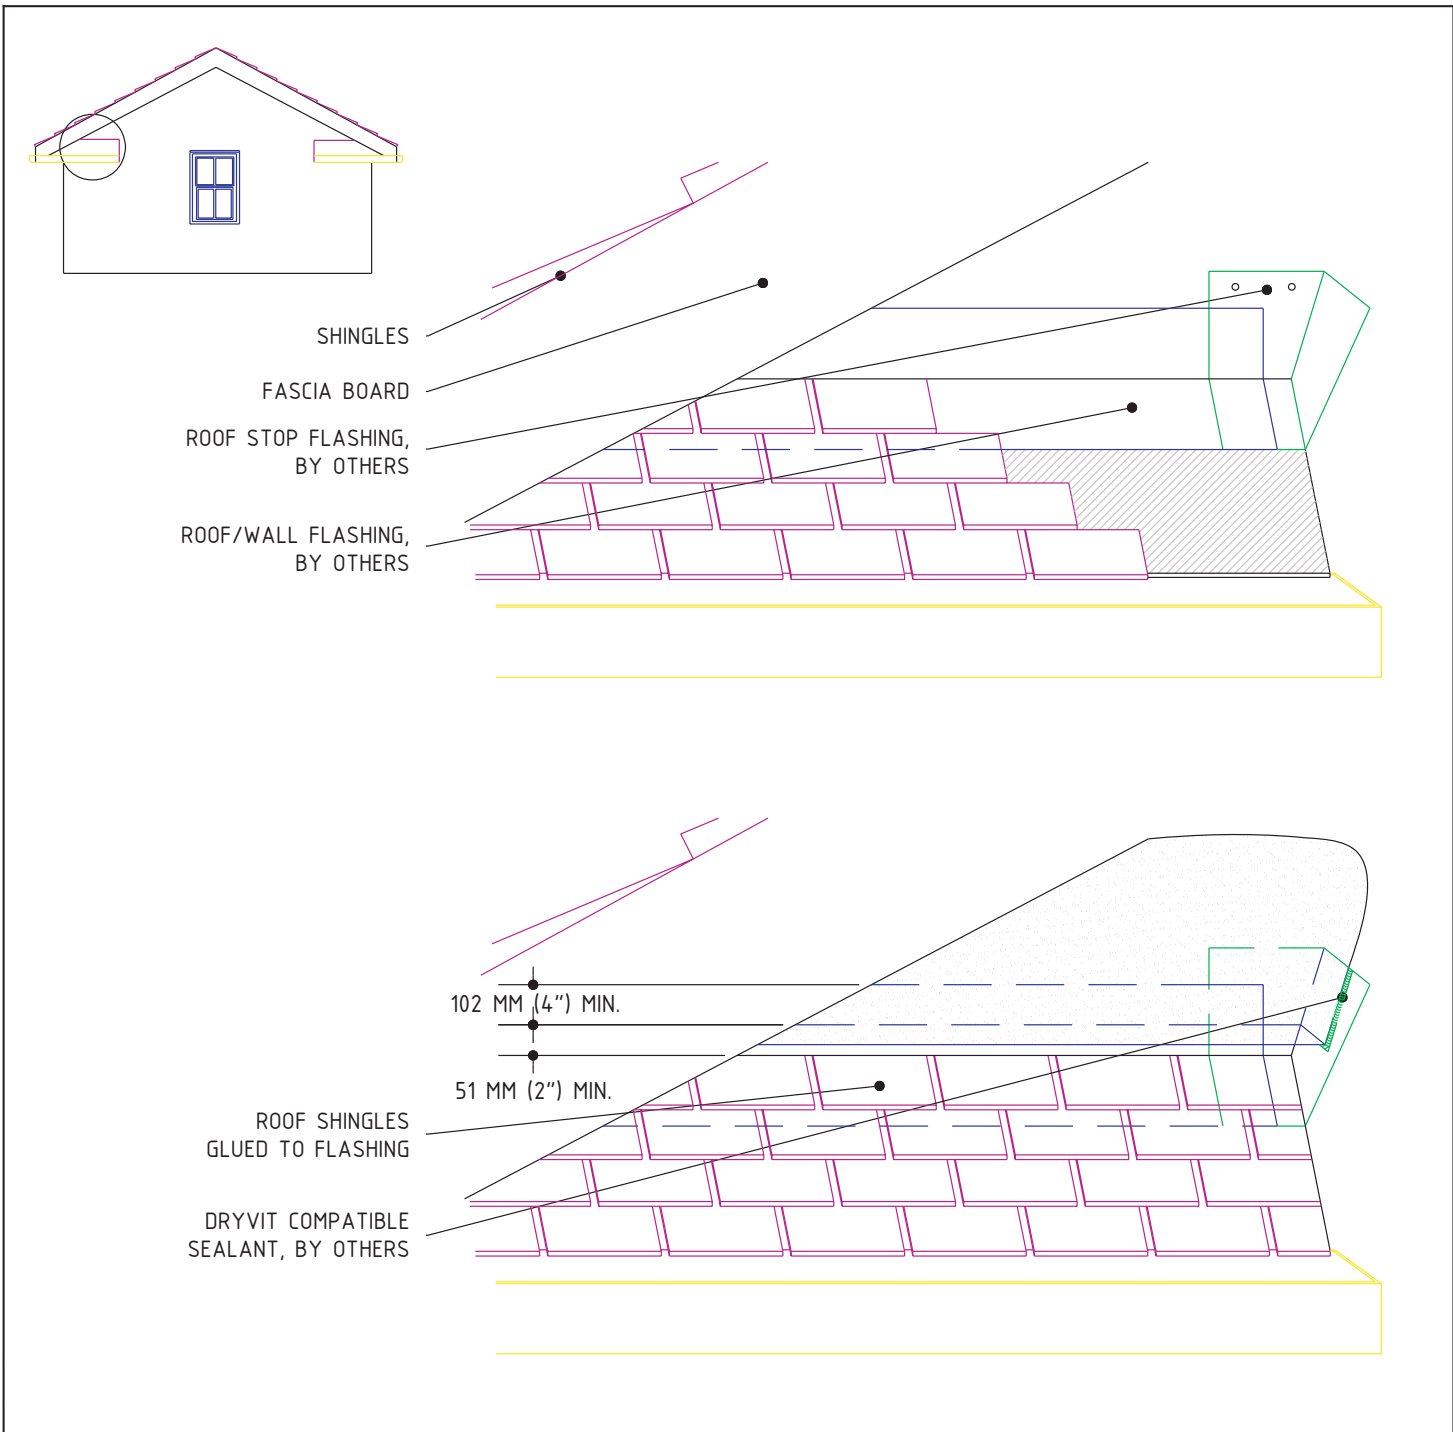 SHINGLES
FASCIA BOARD
ROOF STOP FLASHING,
BY OTHERS
ROOF/WALL FLASHING,
BY OTHERS
102 MM (4") MIN.
51 MM (2") MIN.
ROOF SHINGLES
GLUED TO FLASHING
DRYVIT COMPATIBLE
SEALANT, BY OTHERS